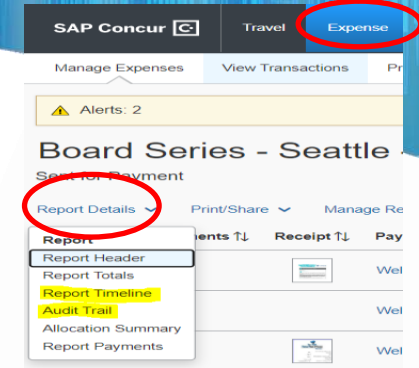 SAP Concur C Travel Expense
Manage Expenses View Transactions Pr
Alerts: 2
Board Series - Seattle -
Sent for Payment
Report Details Print/Share Manage Re
Report ents ↑↓ Receipt ↑↓ Pay
Report Header
Report Totals
Wel
Report Timeline
Audit Trail
Wel
Allocation Summary
Report Payments
Wel